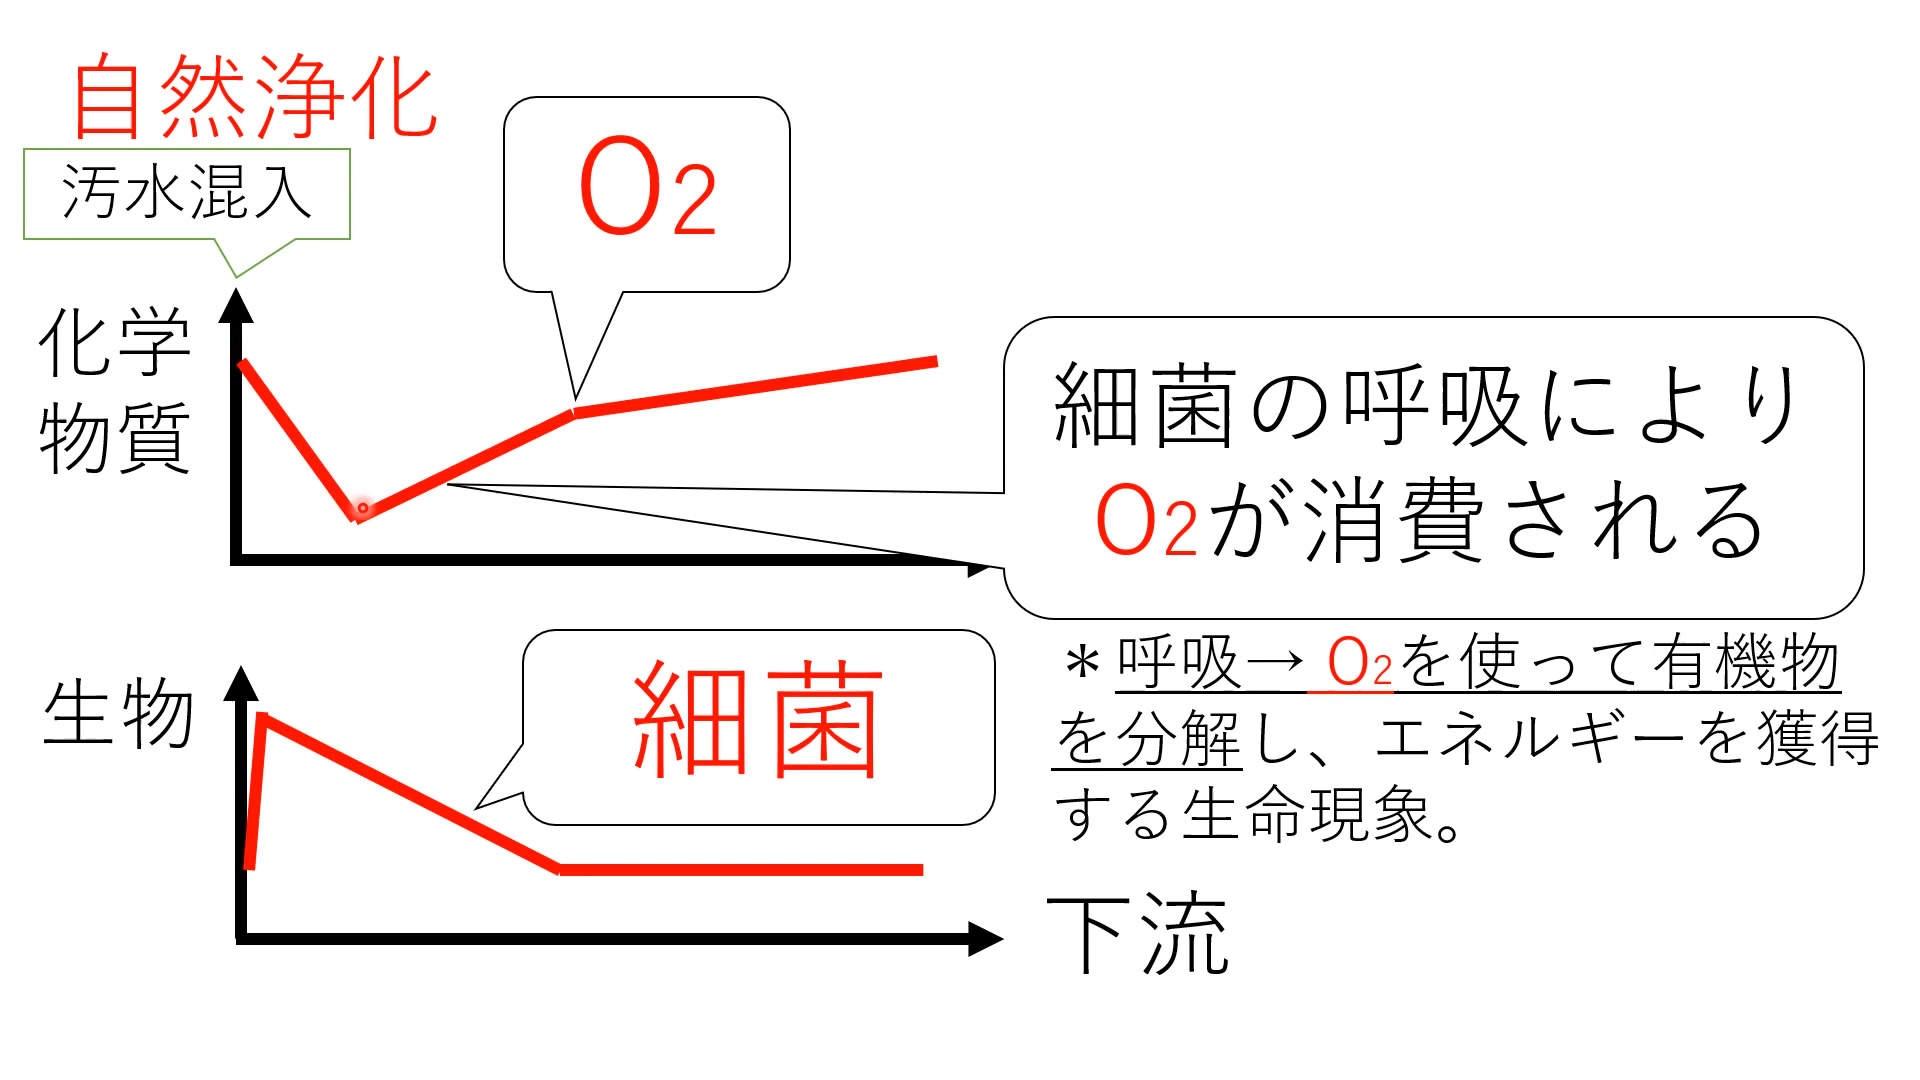 自然浄化
汚水混入
O2
化学
物質
細菌の呼吸により
O2が消費される
生物
細菌
＊呼吸→ O2を使って有機物
を分解し、エネルギーを獲得
する生命現象。
下流